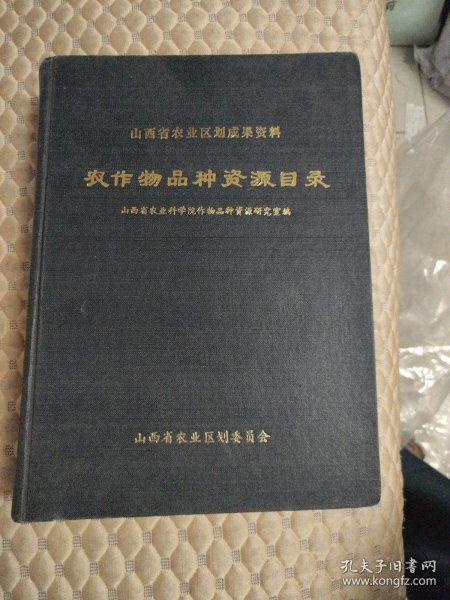 山西省农业区划成果资料
农作物品种资源目录
山西省农业科学院作物品种资源研究室编
山西省农业区划委员会
孔夫子旧书网
www.kongfz.com